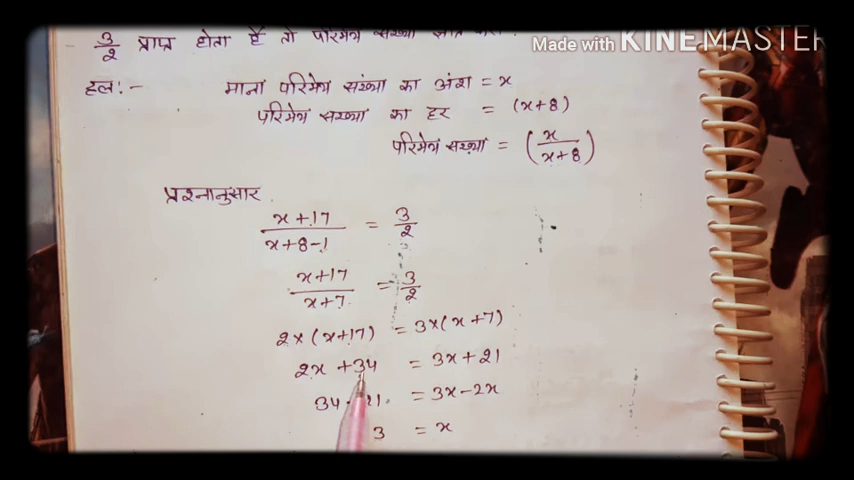 Made with KINEMASTER
3/2 प्राप्त होता है तो परिमेय संख्या
हल:- माना परिमेय संख्या का अंश = x
परिमेय संख्या का हर = (x+8)
परिमेय संख्या = (x/x+8)
प्रश्नानुसार
x+17/x+8-1 = 3/2
x+17/x+7 = 3/2
2×(x+17) = 3×(x+7)
2x +34 = 3x+21
34 - 21 = 3x-2x
3 = x